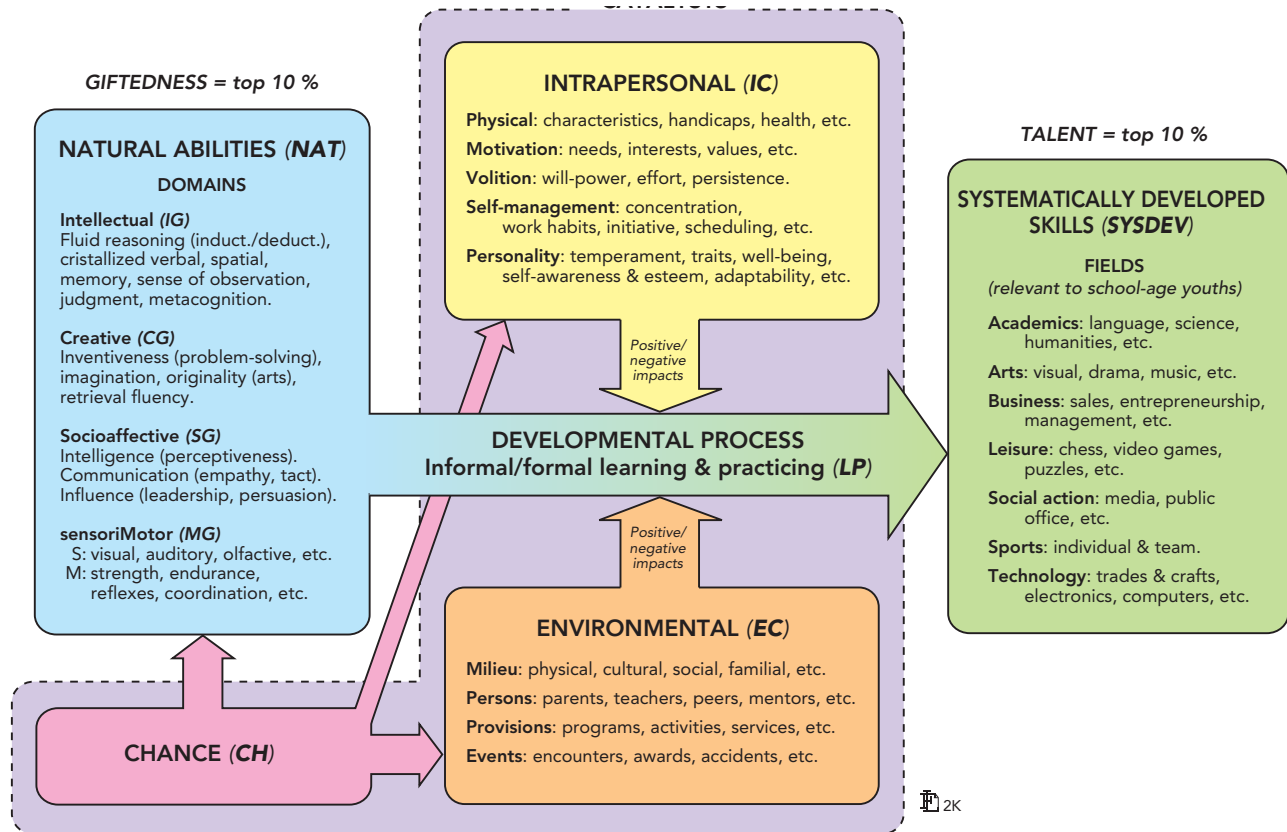 CATALYSTS
GIFTEDNESS = top 10 %
NATURAL ABILITIES (NAT)
DOMAINS
Intellectual (IG)
Fluid reasoning (induct./deduct.),
cristallized verbal, spatial,
memory, sense of observation,
judgment, metacognition.
Creative (CG)
Inventiveness (problem-solving),
imagination, originality (arts),
retrieval fluency.
Socioaffective (SG)
Intelligence (perceptiveness).
Communication (empathy, tact).
Influence (leadership, persuasion).
sensoriMotor (MG)
S: visual, auditory, olfactive, etc.
M: strength, endurance,
reflexes, coordination, etc.
CHANCE (CH)
INTRAPERSONAL (IC)
Physical: characteristics, handicaps, health, etc.
Motivation: needs, interests, values, etc.
Volition: will-power, effort, persistence.
Self-management: concentration,
work habits, initiative, scheduling, etc.
Personality: temperament, traits, well-being,
self-awareness & esteem, adaptability, etc.
Positive/
negative
impacts
DEVELOPMENTAL PROCESS
Informal/formal learning & practicing (LP)
Positive/
negative
impacts
ENVIRONMENTAL (EC)
Milieu: physical, cultural, social, familial, etc.
Persons: parents, teachers, peers, mentors, etc.
Provisions: programs, activities, services, etc.
Events: encounters, awards, accidents, etc.
TALENT = top 10 %
SYSTEMATICALLY DEVELOPED
SKILLS (SYSDEV)
FIELDS
(relevant to school-age youths)
Academics: language, science,
humanities, etc.
Arts: visual, drama, music, etc.
Business: sales, entrepreneurship,
management, etc.
Leisure: chess, video games,
puzzles, etc.
Social action: media, public
office, etc.
Sports: individual & team.
Technology: trades & crafts,
electronics, computers, etc.
2K